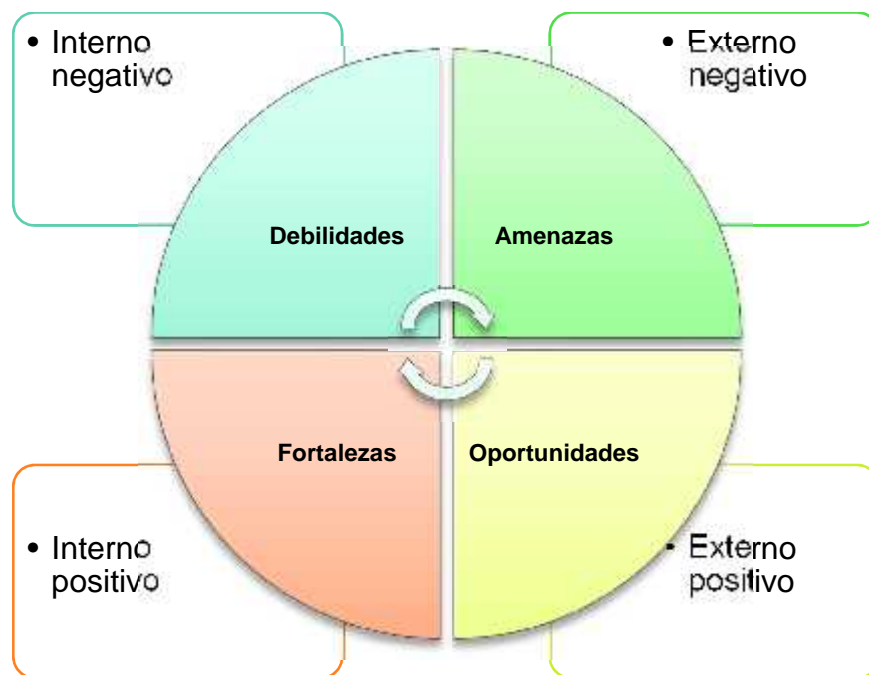 • Interno
negativo
• Externo
negativo
Debilidades
Amenazas
Fortalezas
Oportunidades
• Interno
positivo
• Externo
positivo